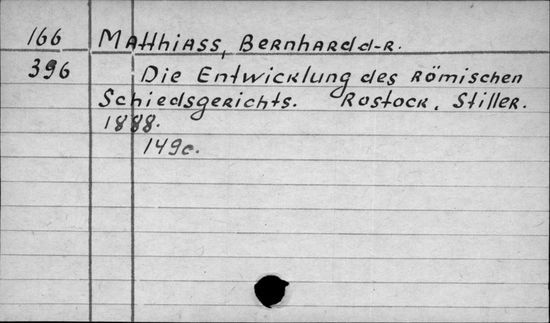 166 Matthiass, Bernhard d-r.
396 Die Entwicklung des Römischen
Schiedsgerichts. Rostock, Stiller.
1888.
149c.